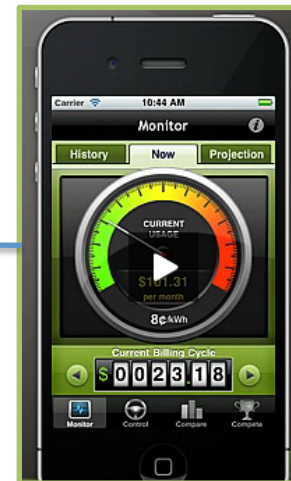 Carrier 10:44 AM
Monitor
History Now Projection
CURRENT
USAGE
$101.31
per month
8¢/kWh
Current Billing Cycle
$ 0023.18
Monitor Control Compare Compete